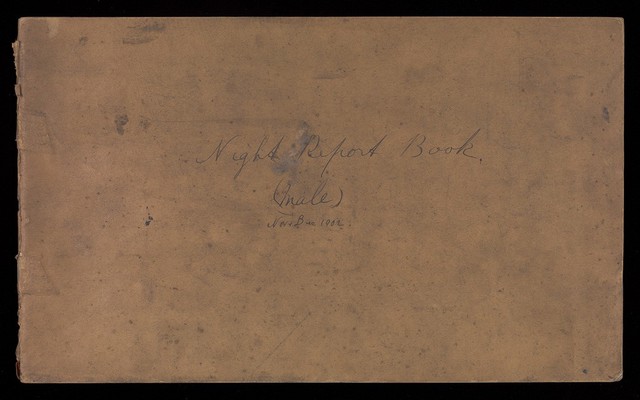 Night Report Book.
(Male)
Nov Dec 1902